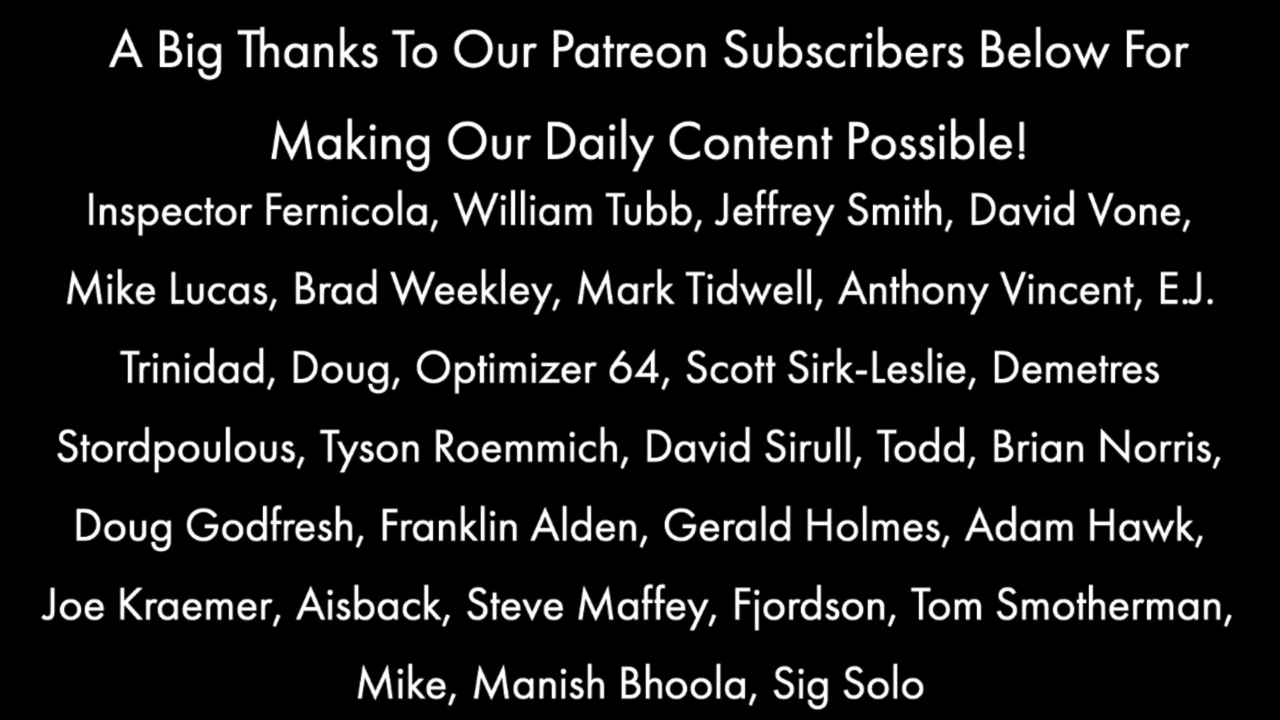 A Big Thanks To Our Patreon Subscribers Below For
Making Our Daily Content Possible!
Inspector Fernicola, William Tubb, Jeffrey Smith, David Vone,
Mike Lucas, Brad Weekley, Mark Tidwell, Anthony Vincent, E.J.
Trinidad, Doug, Optimizer 64, Scott Sirk-Leslie, Demetres
Stordpoulous, Tyson Roemmich, David Sirull, Todd, Brian Norris,
Doug Godfresh, Franklin Alden, Gerald Holmes, Adam Hawk,
Joe Kraemer, Aisback, Steve Maffey, Fjordson, Tom Smotherman,
Mike, Manish Bhoola, Sig Solo